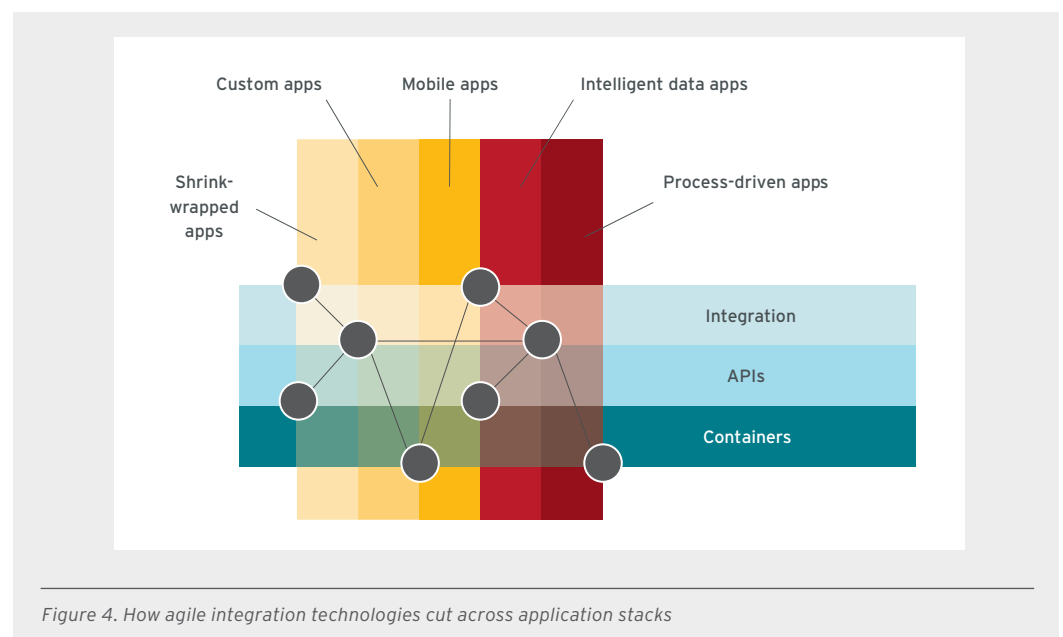 Custom apps
Mobile apps
Intelligent data apps
Shrink-
wrapped
apps
Process-driven apps
Integration
APIs
Containers
Figure 4. How agile integration technologies cut across application stacks